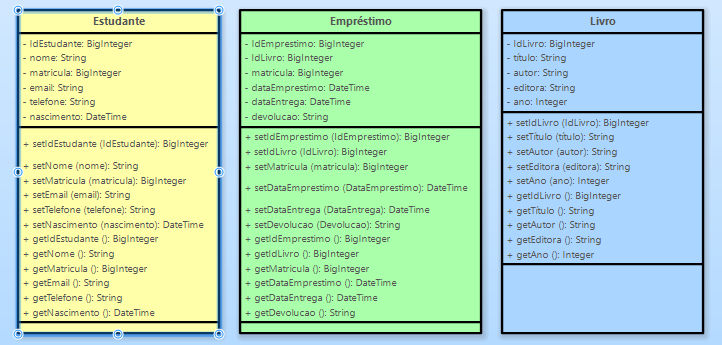 Estudante
- IdEstudante: BigInteger
- nome: String
- matricula: BigInteger
- email: String
- telefone: String
- nascimento: DateTime
+ setIdEstudante (IdEstudante): BigInteger
+ setNome (nome): String
+ setMatricula (matricula): BigInteger
+ setEmail (email): String
+ setTelefone (telefone): String
+ setNascimento (nascimento): DateTime
+ getIdEstudante (): BigInteger
+ getNome (): String
+ getMatricula (): BigInteger
+ getEmail (): String
+ getTelefone (): String
+ getNascimento (): DateTime
Empréstimo
- IdEmprestimo: BigInteger
- IdLivro: BigInteger
- matricula: BigInteger
- dataEmprestimo: DateTime
- dataEntrega: DateTime
- devolucao: String
+ setIdEmprestimo (IdEmprestimo): BigInteger
+ setIdLivro (IdLivro): BigInteger
+ setMatricula (matricula): BigInteger
+ setDataEmprestimo (DataEmprestimo): DateTime
+ setDataEntrega (DataEntrega): DateTime
+ setDevolucao (Devolucao): String
+ getIdEmprestimo (): BigInteger
+ getIdLivro (): BigInteger
+ getMatricula (): BigInteger
+ getDataEmprestimo (): DateTime
+ getDataEntrega (): DateTime
+ getDevolucao (): String
Livro
- IdLivro: BigInteger
- título: String
- autor: String
- editora: String
- ano: Integer
+ setIdLivro (IdLivro): BigInteger
+ setTítulo (título): String
+ setAutor (autor): String
+ setEditora (editora): String
+ setAno (ano): Integer
+ getIdLivro (): BigInteger
+ getTítulo (): String
+ getAutor (): String
+ getEditora (): String
+ getAno (): Integer